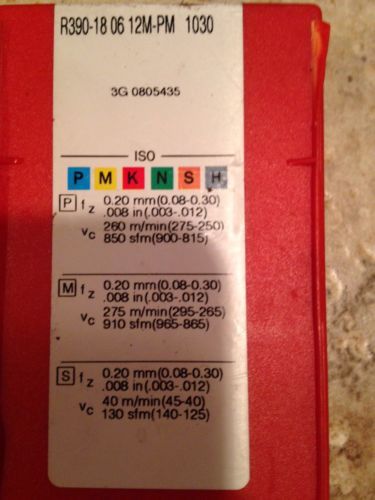 R390-18 06 12M-PM 1030
3G 0805435
ISO
P M K N S H
P fz 0.20 mm(0.08-0.30)
.008 in(.003-.012)
vc 260 m/min(275-250)
850 sfm(900-815)
M fz 0.20 mm(0.08-0.30)
.008 in(.003-.012)
vc 275 m/min(295-265)
910 sfm(965-865)
S fz 0.20 mm(0.08-0.30)
.008 in(.003-.012)
vc 40 m/min(45-40)
130 sfm(140-125)